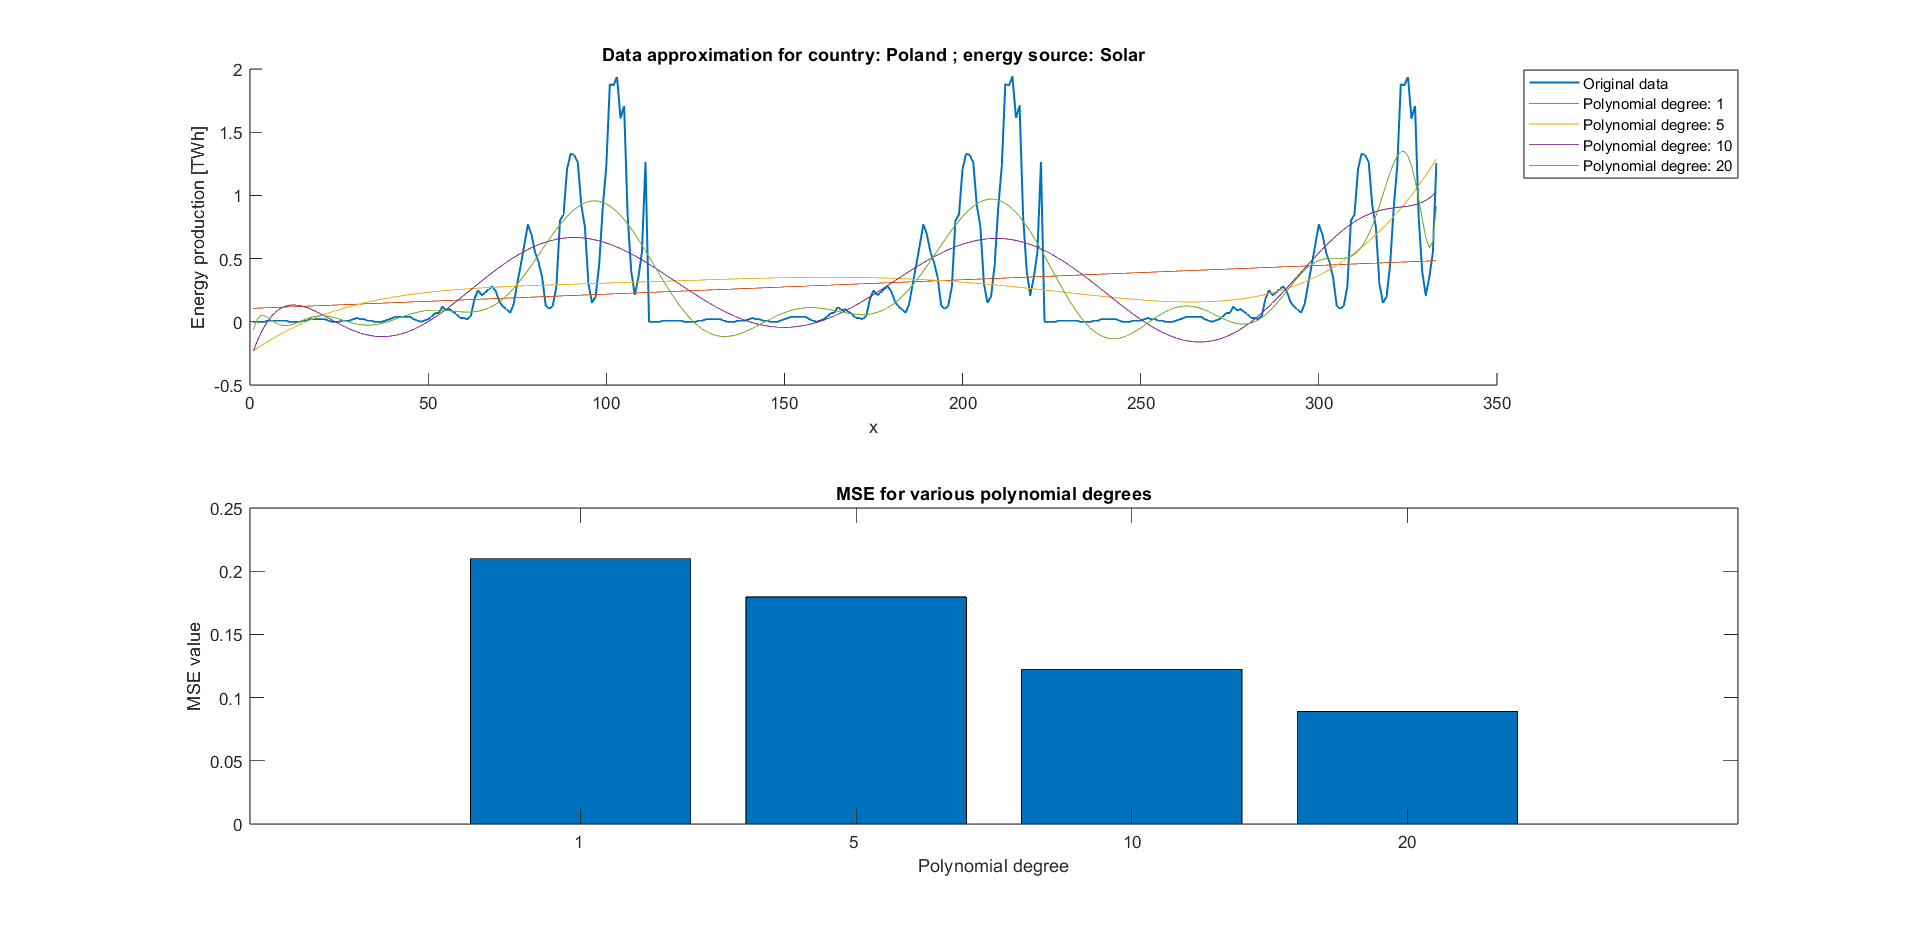 Data approximation for country: Poland ; energy source: Solar
2
1.5
1
0.5
0
-0.5
Energy production [TWh]
0 50 100 150 200 250 300 350
x
Original data
Polynomial degree: 1
Polynomial degree: 5
Polynomial degree: 10
Polynomial degree: 20
MSE for various polynomial degrees
0.25
0.2
0.15
0.1
0.05
0
MSE value
1 5 10 20
Polynomial degree